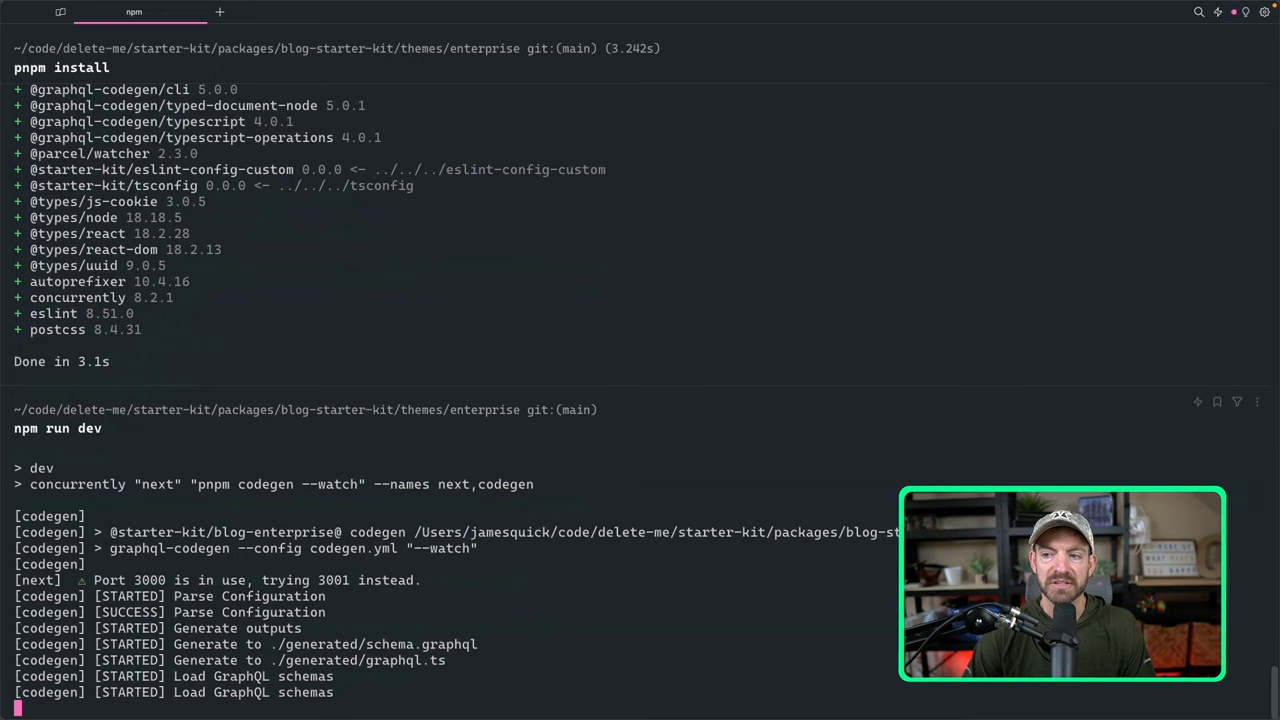 npm
~/code/delete-me/starter-kit/packages/blog-starter-kit/themes/enterprise git:(main) (3.242s)
pnpm install
+ @graphql-codegen/cli 5.0.0
+ @graphql-codegen/typed-document-node 5.0.1
+ @graphql-codegen/typescript 4.0.1
+ @graphql-codegen/typescript-operations 4.0.1
+ @parcel/watcher 2.3.0
+ @starter-kit/eslint-config-custom 0.0.0 <- ../../../eslint-config-custom
+ @starter-kit/tsconfig 0.0.0 <- ../../../tsconfig
+ @types/js-cookie 3.0.5
+ @types/node 18.18.5
+ @types/react 18.2.28
+ @types/react-dom 18.2.13
+ @types/uuid 9.0.5
+ autoprefixer 10.4.16
+ concurrently 8.2.1
+ eslint 8.51.0
+ postcss 8.4.31
Done in 3.1s
~/code/delete-me/starter-kit/packages/blog-starter-kit/themes/enterprise git:(main)
npm run dev
> dev
> concurrently "next" "pnpm codegen --watch" --names next,codegen
[codegen]
[codegen] > @starter-kit/blog-enterprise@ codegen /Users/jamesquick/code/delete-me/starter-kit/packages/blog-st
[codegen] > graphql-codegen --config codegen.yml "--watch"
[codegen]
[next] ⚠ Port 3000 is in use, trying 3001 instead.
[codegen] [STARTED] Parse Configuration
[codegen] [SUCCESS] Parse Configuration
[codegen] [STARTED] Generate outputs
[codegen] [STARTED] Generate to ./generated/schema.graphql
[codegen] [STARTED] Generate to ./generated/graphql.ts
[codegen] [STARTED] Load GraphQL schemas
[codegen] [STARTED] Load GraphQL schemas